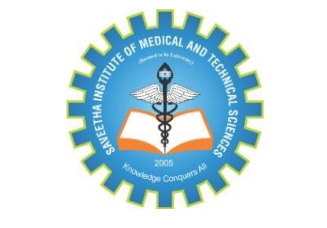 SAVEETHA INSTITUTE OF MEDICAL AND TECHNICAL SCIENCES
(Deemed to be University)
2005
Knowledge Conquers All